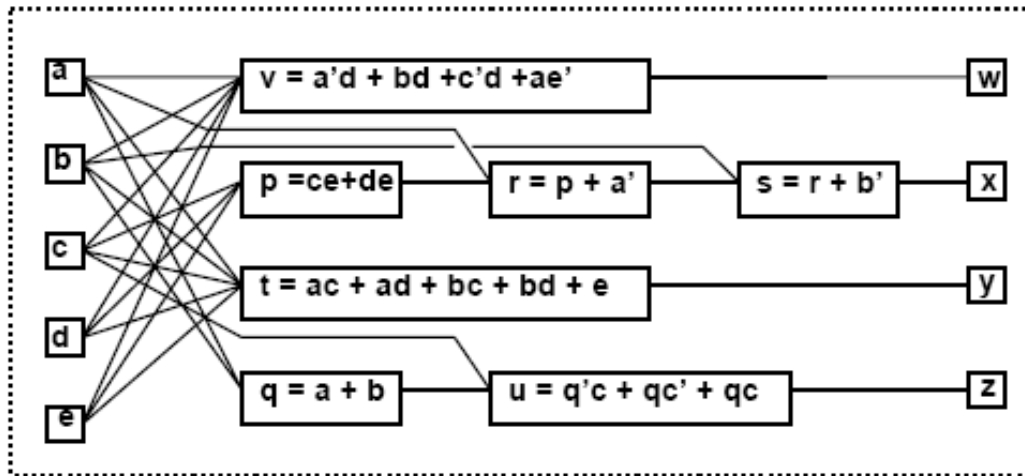 a
v = a'd + bd +c'd +ae'
w
b
p =ce+de
r = p + a'
s = r + b'
x
c
t = ac + ad + bc + bd + e
y
d
q = a + b
u = q'c + qc' + qc
z
e